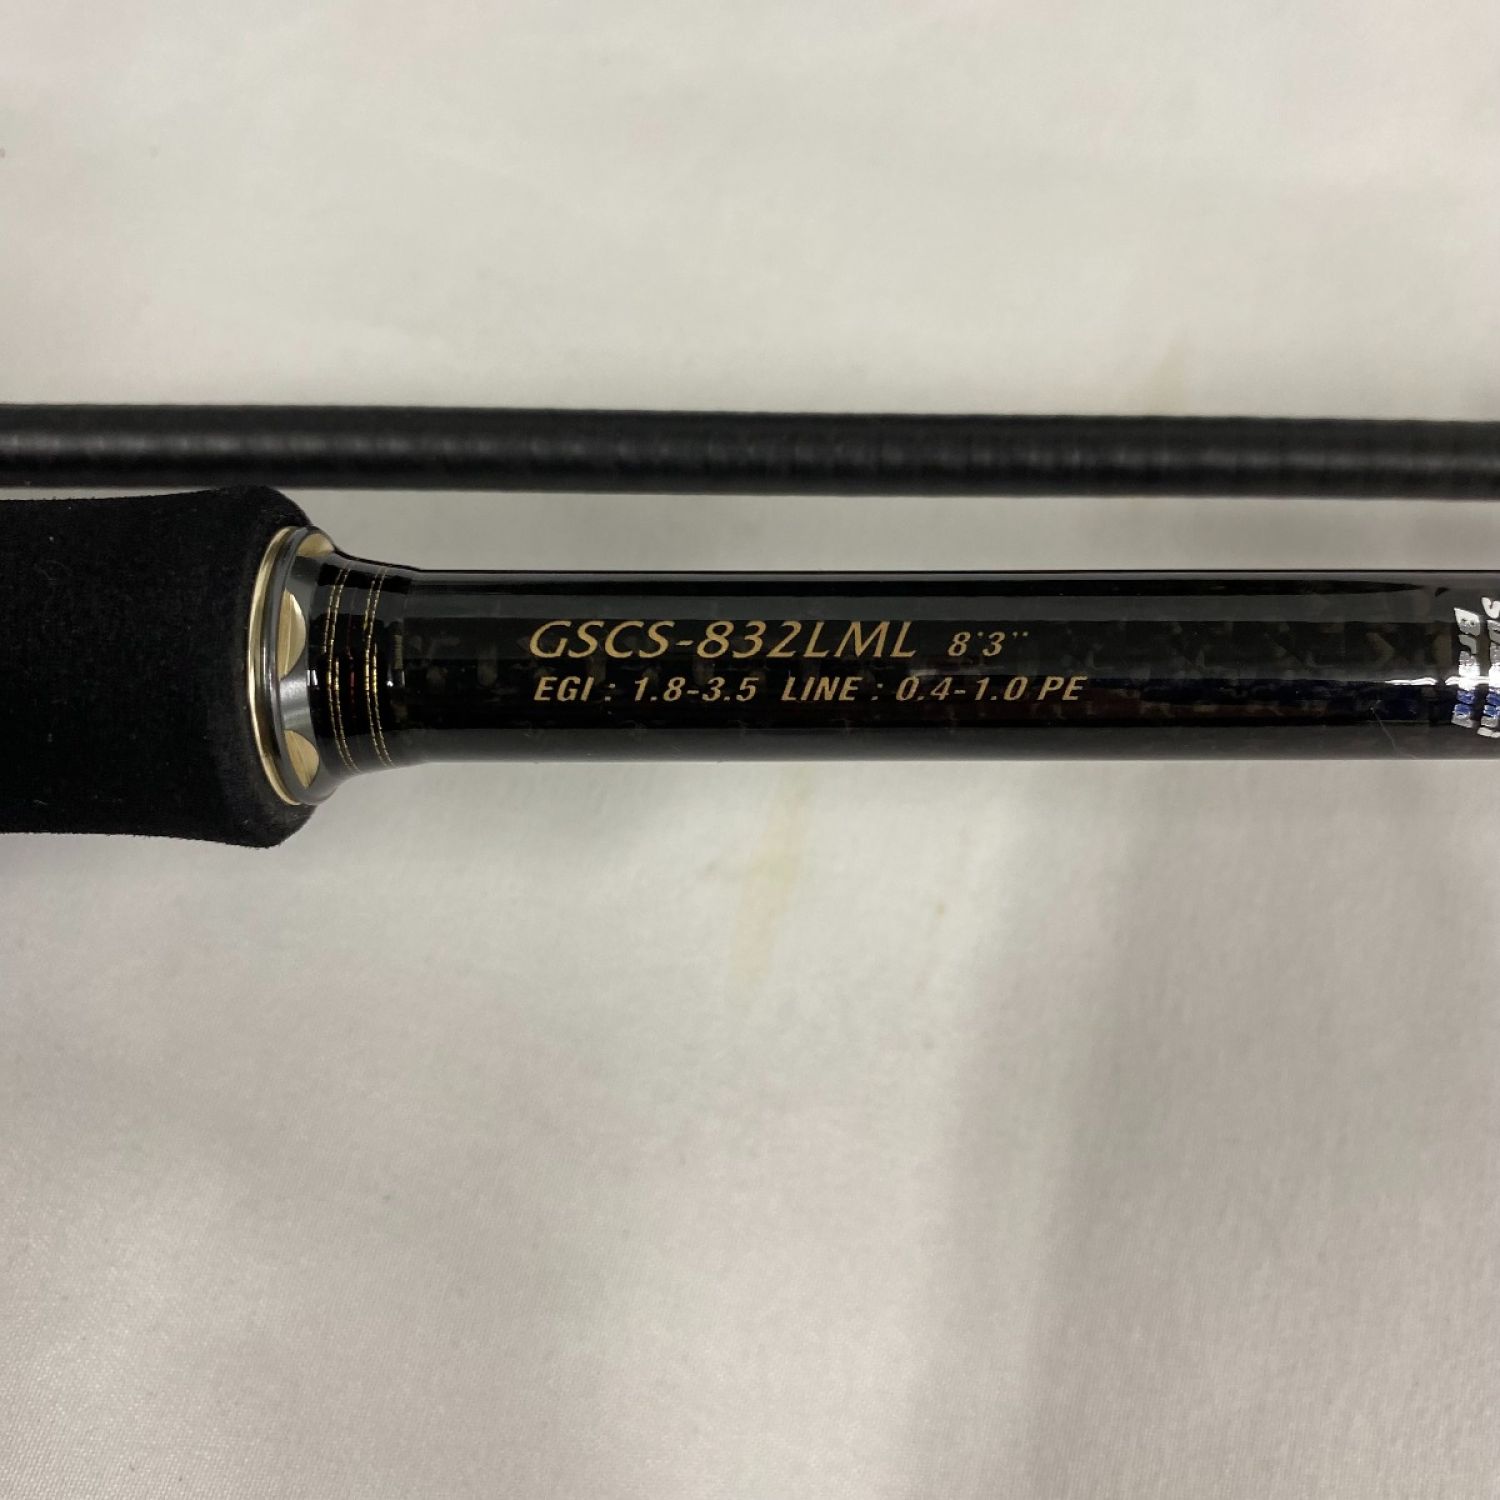 GSCS-832LML 8'3"
EGI : 1.8-3.5 LINE : 0.4-1.0 PE